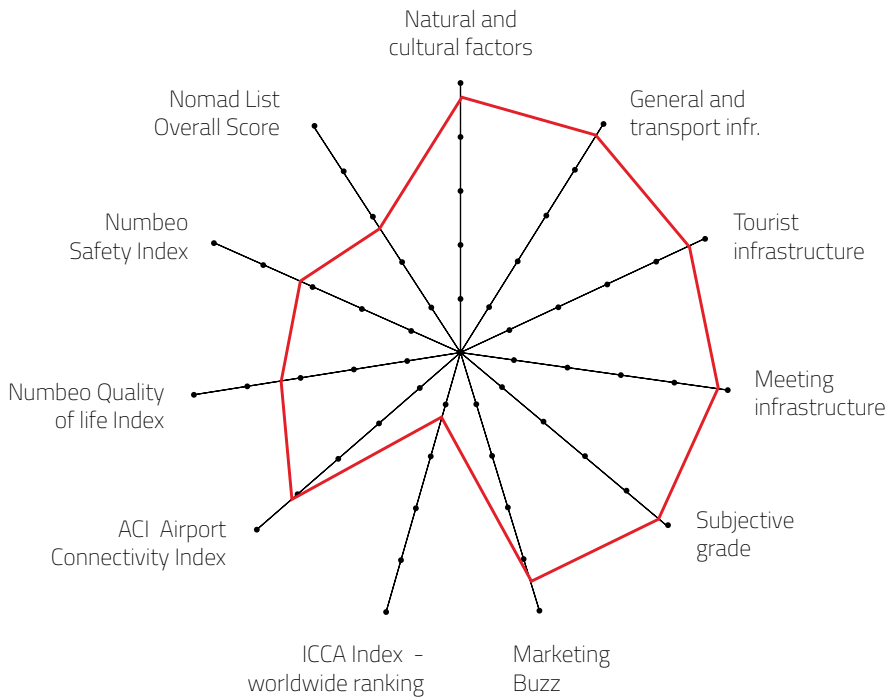 Natural and
cultural factors
General and
transport infr.
Tourist
infrastructure
Meeting
infrastructure
Subjective
grade
Marketing
Buzz
ICCA Index -
worldwide ranking
ACI Airport
Connectivity Index
Numbeo Quality
of life Index
Numbeo
Safety Index
Nomad List
Overall Score